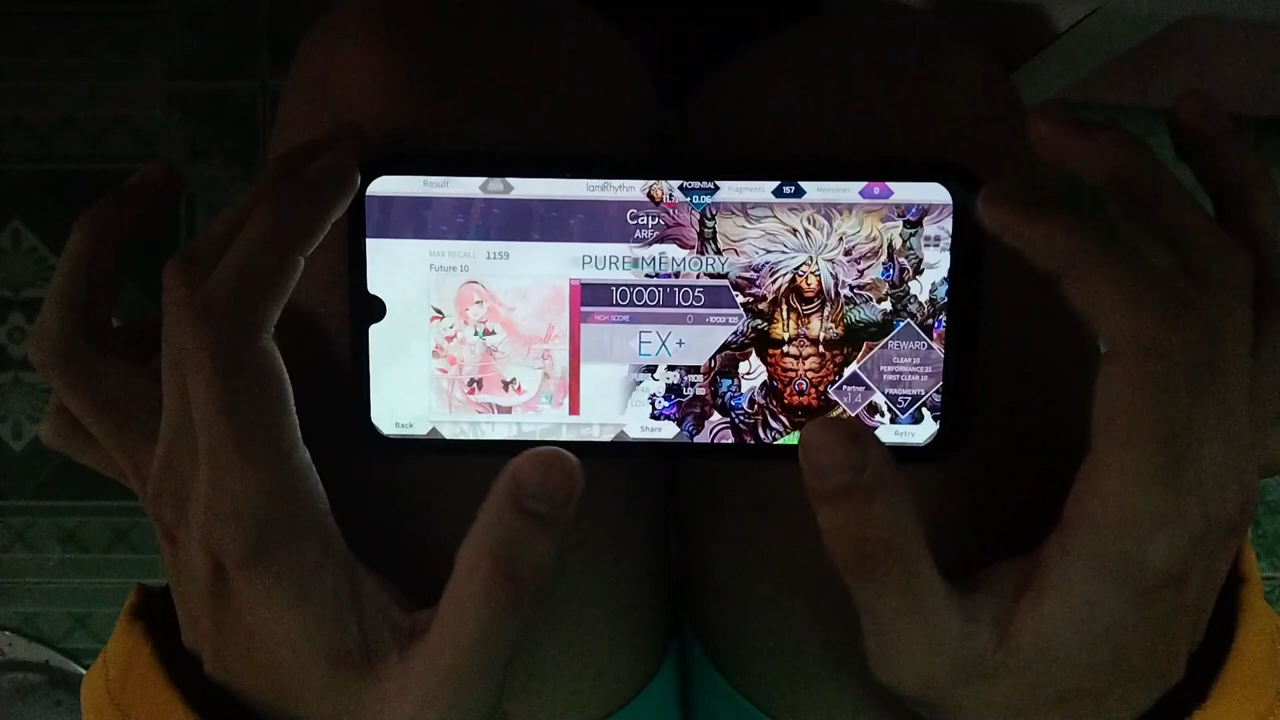 Result
IamiRhythm
POTENTIAL
+ 0.06
Fragments 157
Memories 0
MAX RECALL 1159
Future 10
PURE MEMORY
10'001'105
HIGH SCORE 0 +10'001'105
EX+
REWARD
CLEAR 10
PERFORMANCE 31
FIRST CLEAR 10
FRAGMENTS
57
Partner
x1.4
Back
Share
Retry